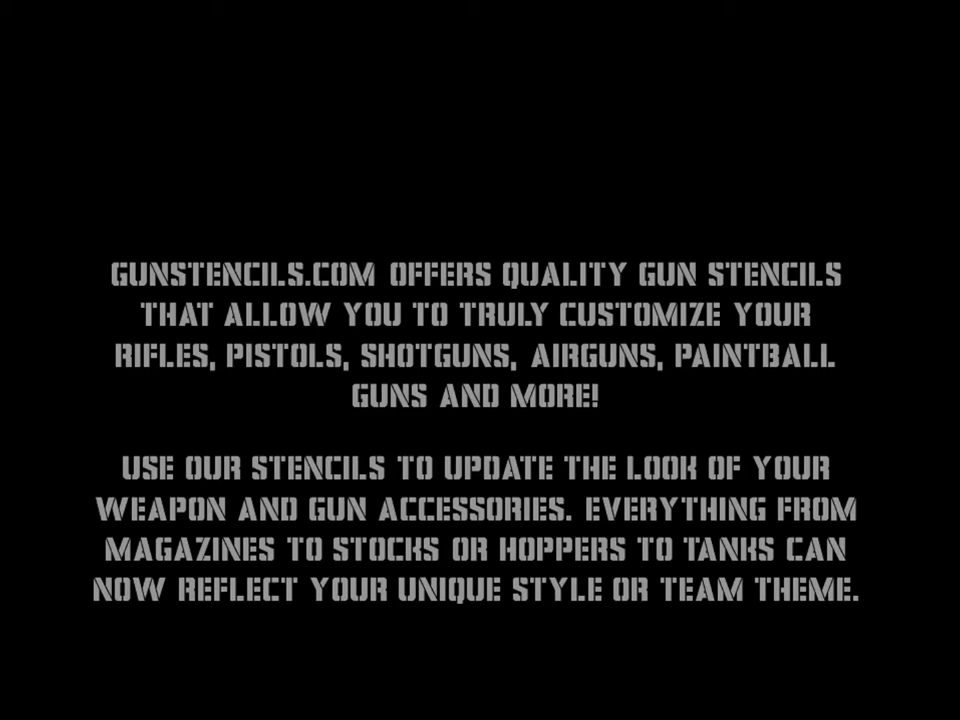 GUNSTENCILS.COM OFFERS QUALITY GUN STENCILS
THAT ALLOW YOU TO TRULY CUSTOMIZE YOUR
RIFLES, PISTOLS, SHOTGUNS, AIRGUNS, PAINTBALL
GUNS AND MORE!
USE OUR STENCILS TO UPDATE THE LOOK OF YOUR
WEAPON AND GUN ACCESSORIES. EVERYTHING FROM
MAGAZINES TO STOCKS OR HOPPERS TO TANKS CAN
NOW REFLECT YOUR UNIQUE STYLE OR TEAM THEME.